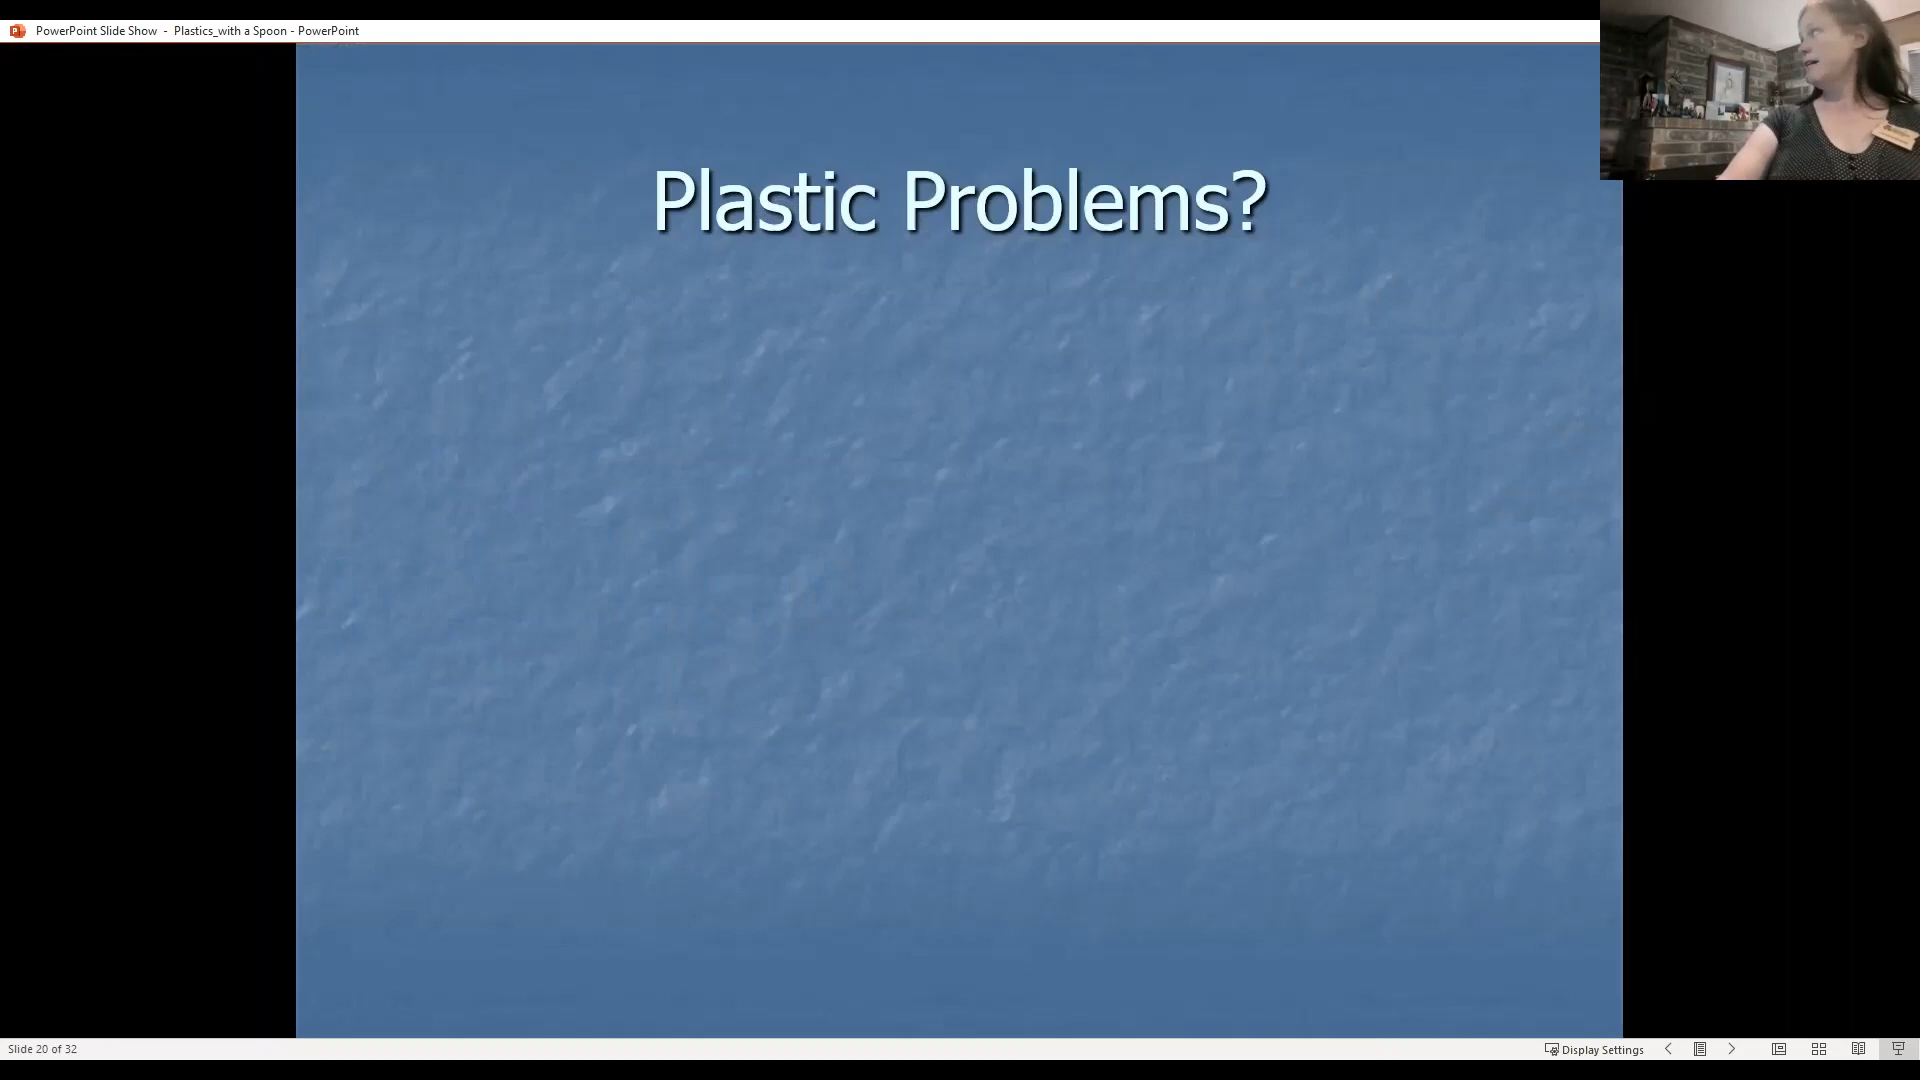 PowerPoint Slide Show - Plastics_with a Spoon - PowerPoint
Plastic Problems?
Slide 20 of 32
Display Settings